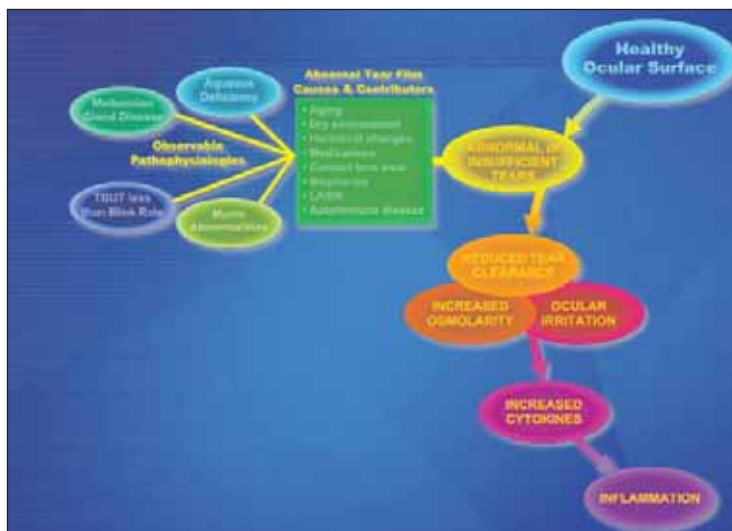 Healthy
Ocular Surface
Abnormal Tear Film
Causes & Contributors
Aqueous
Deficiency
Meibomian
Gland Disease
Observable
Pathophysiologies
TBUT less
than Blink Rate
Mucin
Abnormalities
• Aging
• Dry environment
• Hormonal changes
• Medications
• Contact lens wear
• Blepharitis
• LASIK
• Autoimmune disease
ABNORMAL OR
INSUFFICIENT
TEARS
REDUCED TEAR
CLEARANCE
INCREASED
OSMOLARITY
OCULAR
IRRITATION
INCREASED
CYTOKINES
INFLAMMATION